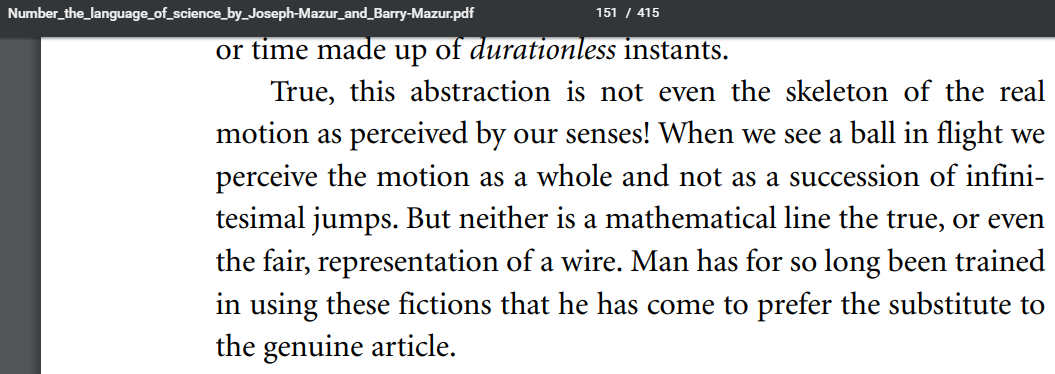 Number_the_language_of_science_by_Joseph-Mazur_and_Barry-Mazur.pdf 151 / 415
or time made up of durationless instants.
True, this abstraction is not even the skeleton of the real
motion as perceived by our senses! When we see a ball in flight we
perceive the motion as a whole and not as a succession of infini-
tesimal jumps. But neither is a mathematical line the true, or even
the fair, representation of a wire. Man has for so long been trained
in using these fictions that he has come to prefer the substitute to
the genuine article.